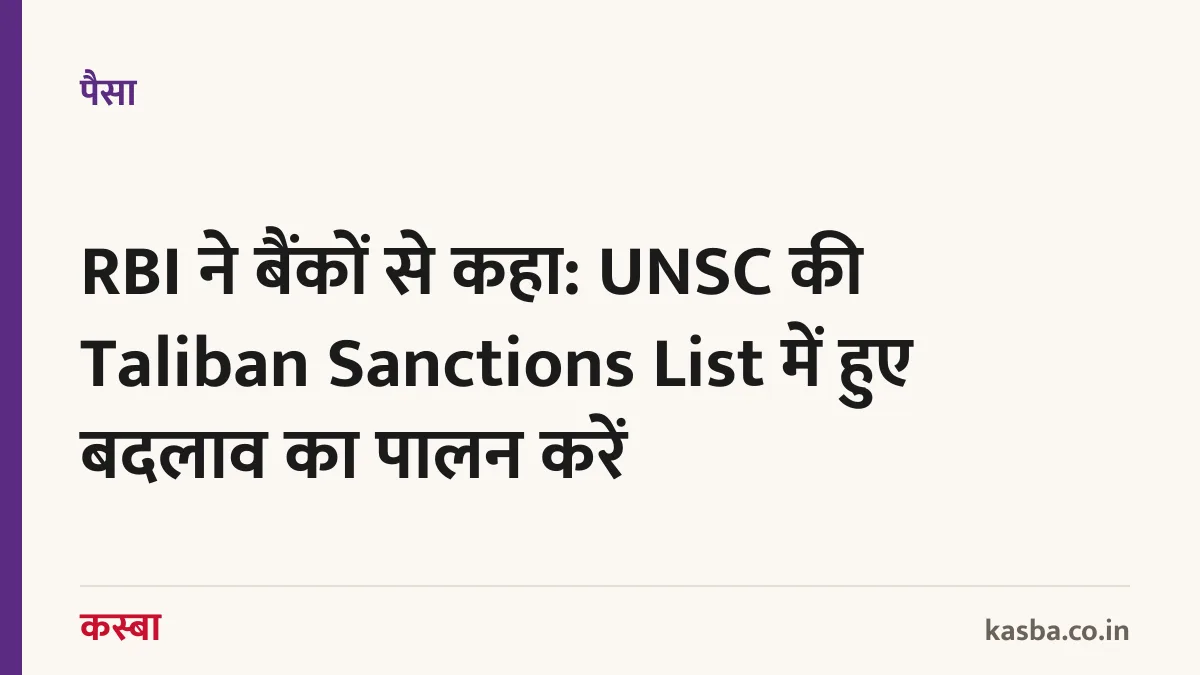 पैसा
RBI ने बैंकों से कहा: UNSC की
Taliban Sanctions List में हुए
बदलाव का पालन करें
कस्बा
kasba.co.in